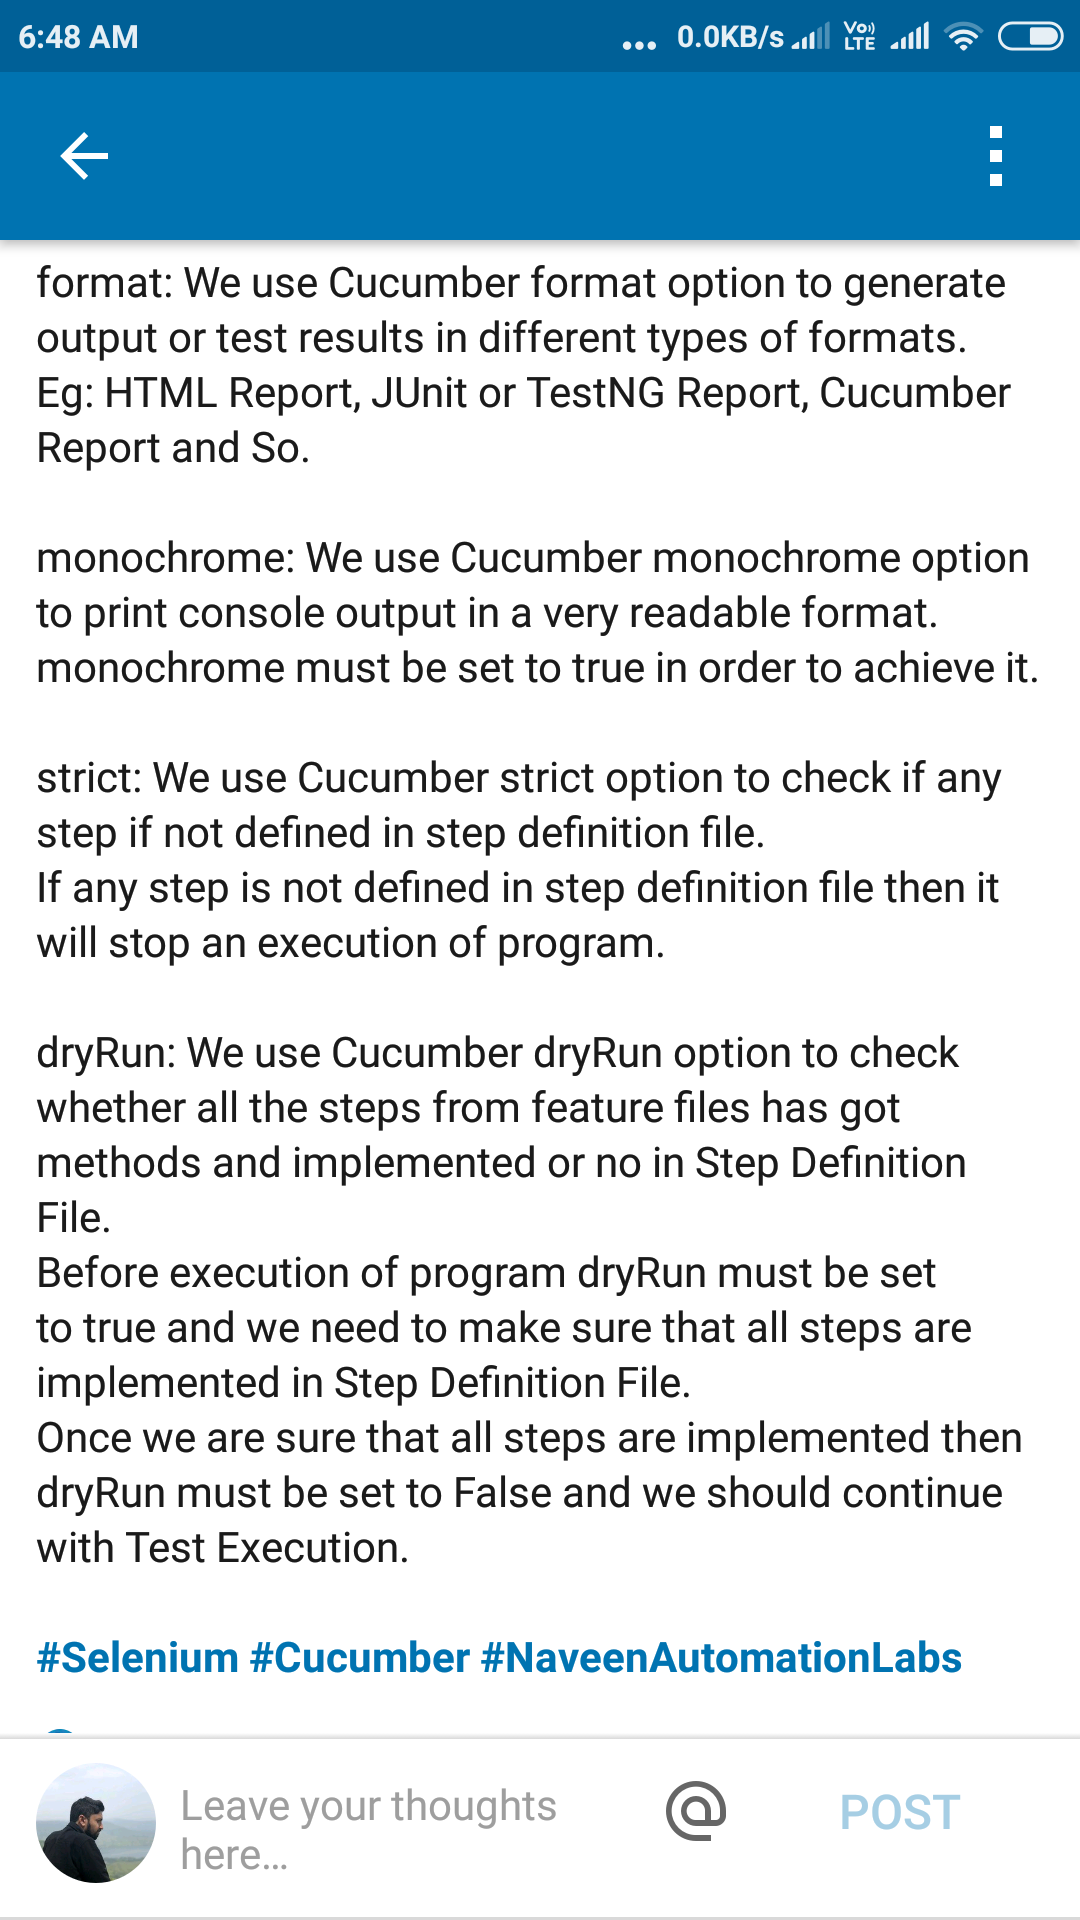 6:48 AM
... 0.0KB/s Vo)) LTE
format: We use Cucumber format option to generate
output or test results in different types of formats.
Eg: HTML Report, JUnit or TestNG Report, Cucumber
Report and So.
monochrome: We use Cucumber monochrome option
to print console output in a very readable format.
monochrome must be set to true in order to achieve it.
strict: We use Cucumber strict option to check if any
step if not defined in step definition file.
If any step is not defined in step definition file then it
will stop an execution of program.
dryRun: We use Cucumber dryRun option to check
whether all the steps from feature files has got
methods and implemented or no in Step Definition
File.
Before execution of program dryRun must be set
to true and we need to make sure that all steps are
implemented in Step Definition File.
Once we are sure that all steps are implemented then
dryRun must be set to False and we should continue
with Test Execution.
#Selenium #Cucumber #NaveenAutomationLabs
Leave your thoughts
here...
@
POST